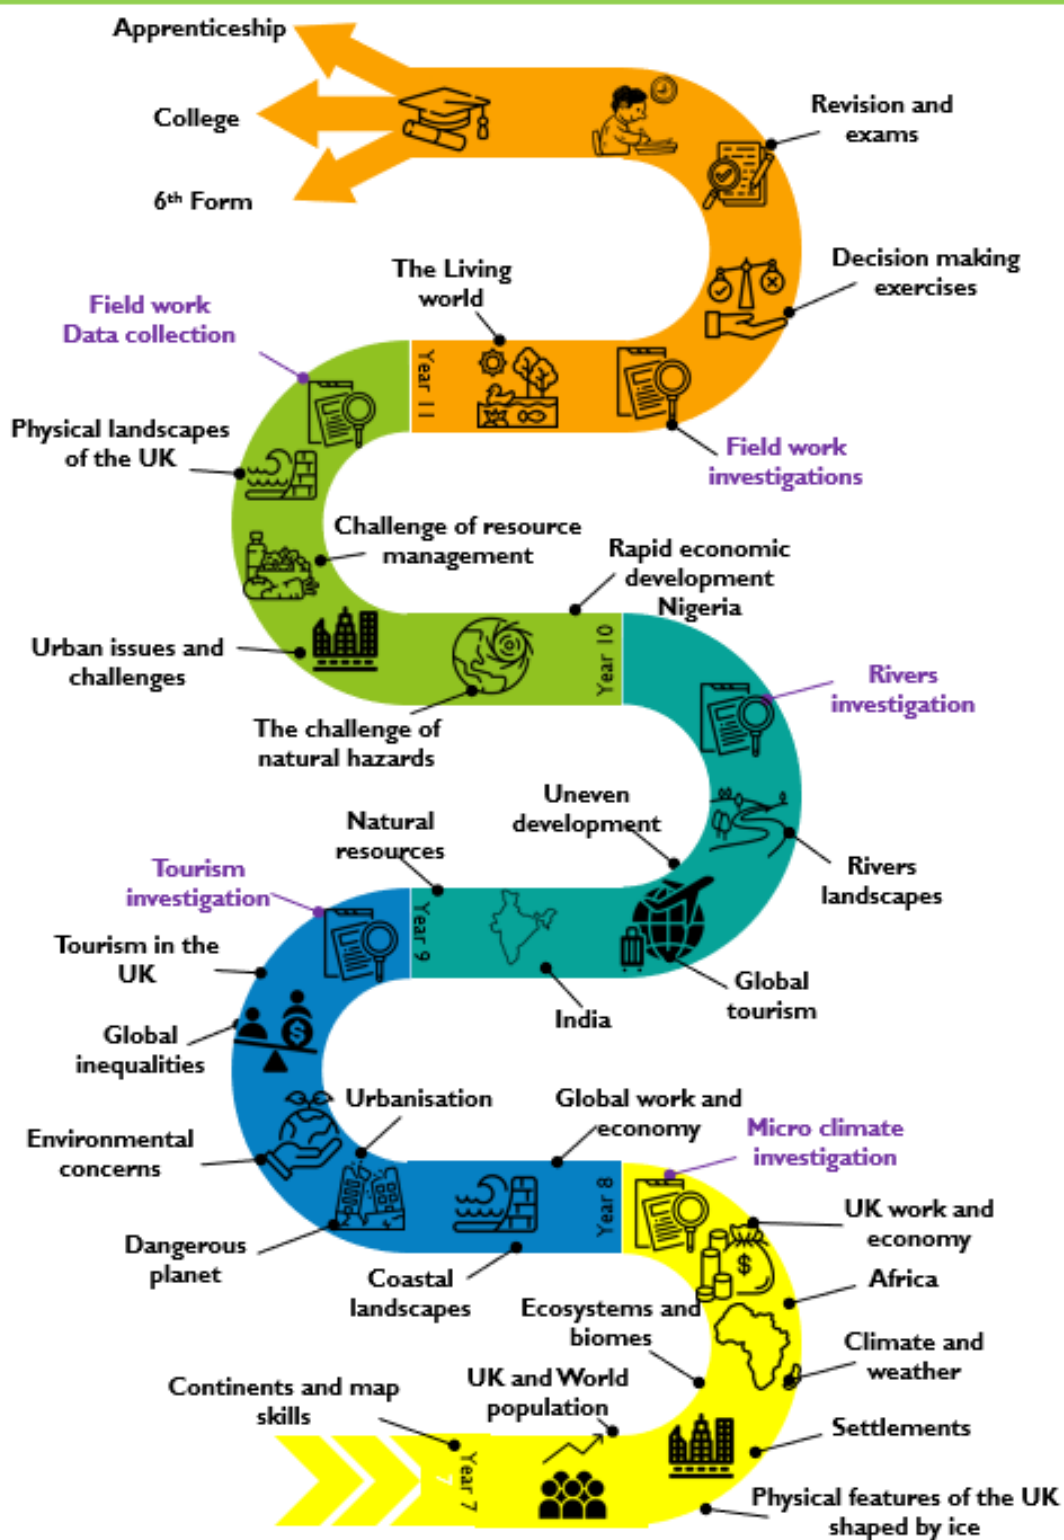 Apprenticeship
College
6th Form
Revision and
exams
Decision making
exercises
The Living
world
Field work
Data collection
Year 11
Physical landscapes
of the UK
Field work
investigations
Challenge of resource
management
Rapid economic
development
Nigeria
Urban issues and
challenges
Year 10
The challenge of
natural hazards
Rivers
investigation
Uneven
development
Natural
resources
Rivers
landscapes
Tourism
investigation
Year 9
Tourism in the
UK
Global
tourism
India
Global
inequalities
Urbanisation
Global work and
economy
Micro climate
investigation
Environmental
concerns
Year 8
UK work and
economy
Dangerous
planet
Coastal
landscapes
Africa
Ecosystems and
biomes
Climate and
weather
UK and World
population
Continents and map
skills
Settlements
Year 7
7
Physical features of the UK
shaped by ice